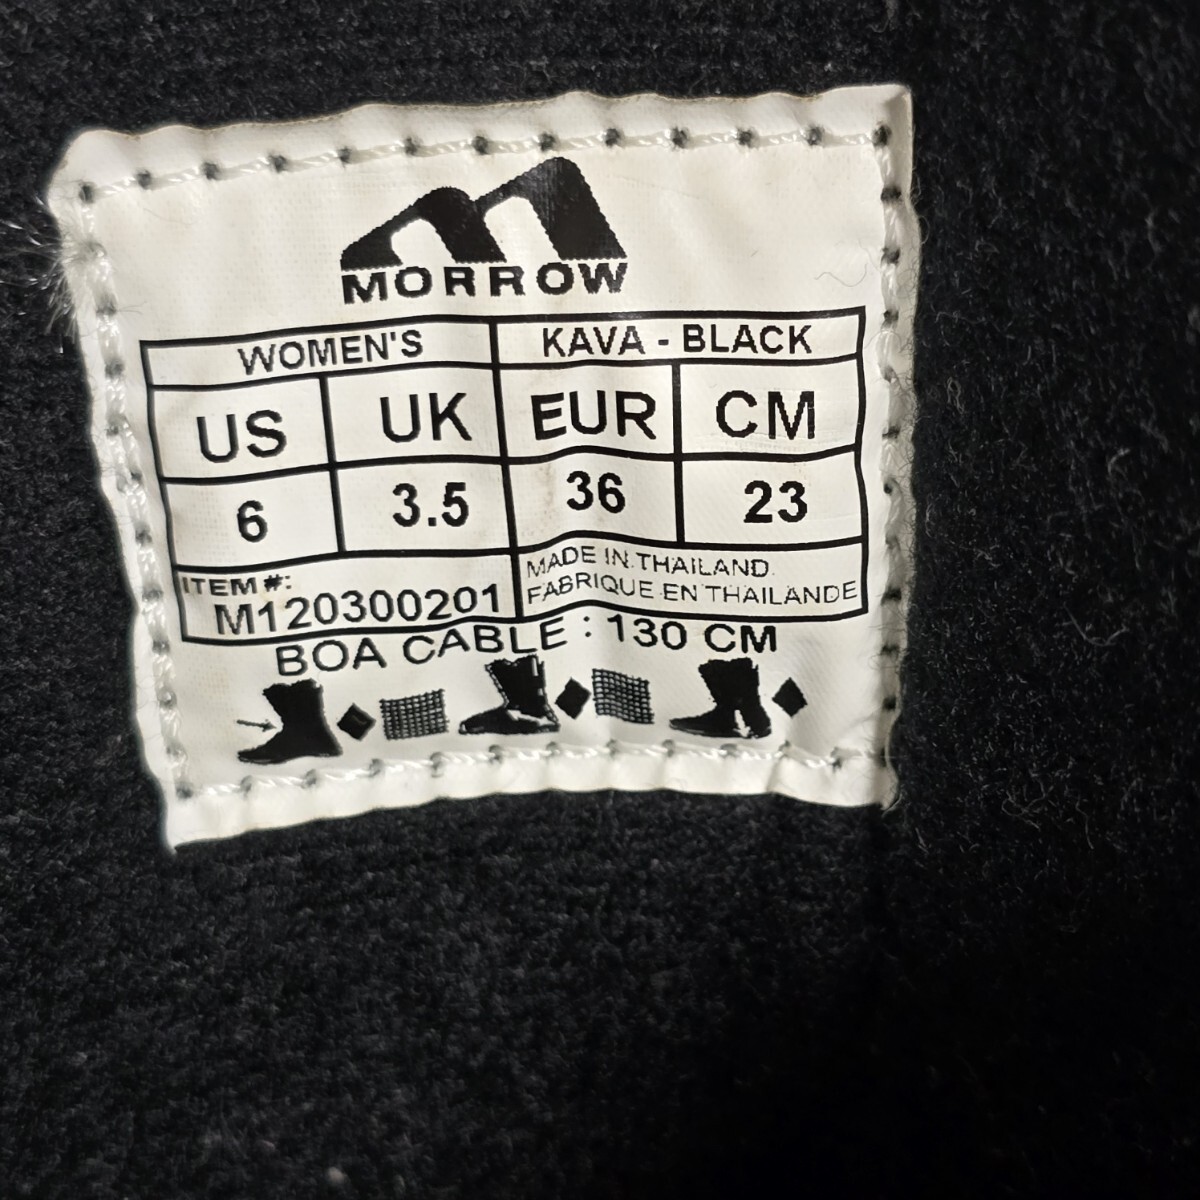 MORROW
WOMEN'S KAVA - BLACK
US UK EUR CM
6 3.5 36 23
ITEM #: MADE IN THAILAND
M120300201 FABRIQUE EN THAILANDE
BOA CABLE : 130 CM